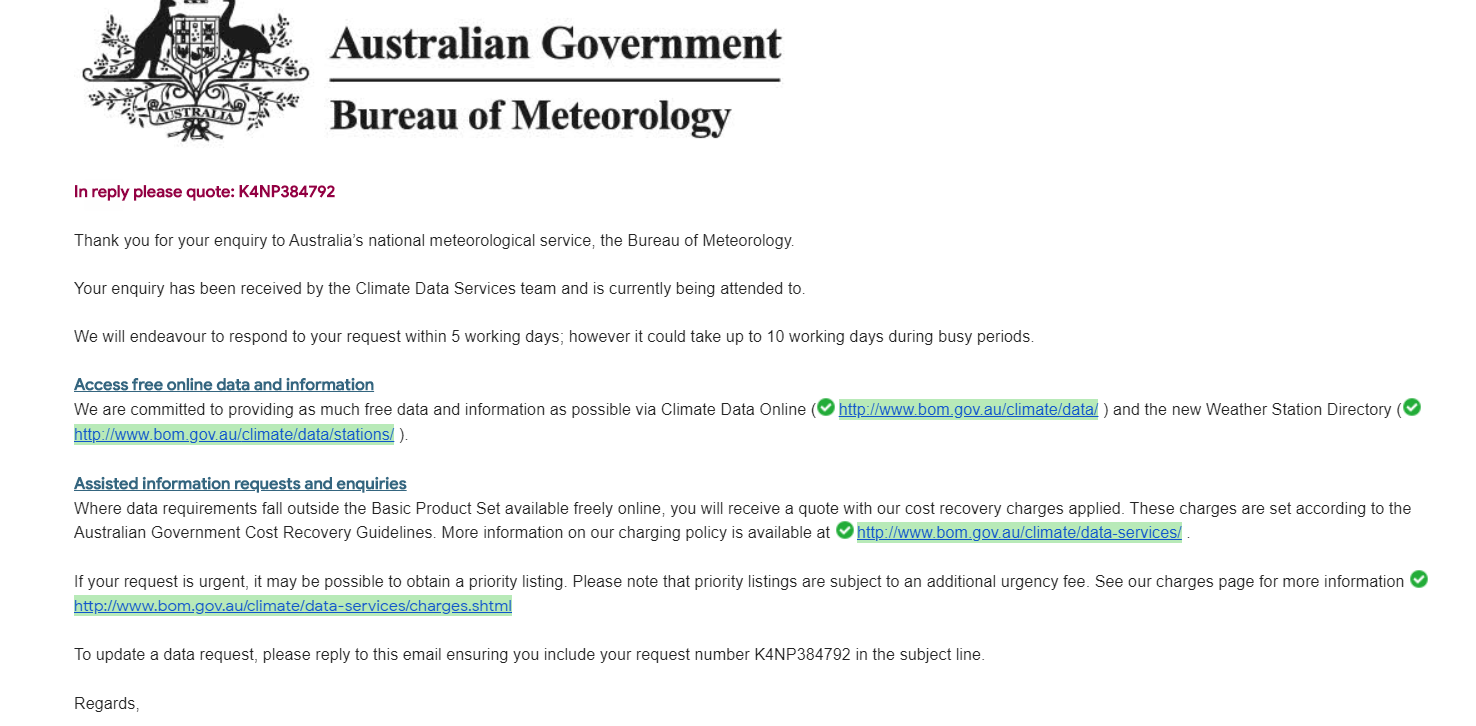 Australian Government
Bureau of Meteorology
AUSTRALIA
In reply please quote: K4NP384792
Thank you for your enquiry to Australia's national meteorological service, the Bureau of Meteorology.
Your enquiry has been received by the Climate Data Services team and is currently being attended to.
We will endeavour to respond to your request within 5 working days; however it could take up to 10 working days during busy periods.
Access free online data and information
We are committed to providing as much free data and information as possible via Climate Data Online ( http://www.bom.gov.au/climate/data/ ) and the new Weather Station Directory (
http://www.bom.gov.au/climate/data/stations/ ).
Assisted information requests and enquiries
Where data requirements fall outside the Basic Product Set available freely online, you will receive a quote with our cost recovery charges applied. These charges are set according to the
Australian Government Cost Recovery Guidelines. More information on our charging policy is available at http://www.bom.gov.au/climate/data-services/ .
If your request is urgent, it may be possible to obtain a priority listing. Please note that priority listings are subject to an additional urgency fee. See our charges page for more information
http://www.bom.gov.au/climate/data-services/charges.shtml
To update a data request, please reply to this email ensuring you include your request number K4NP384792 in the subject line.
Regards,